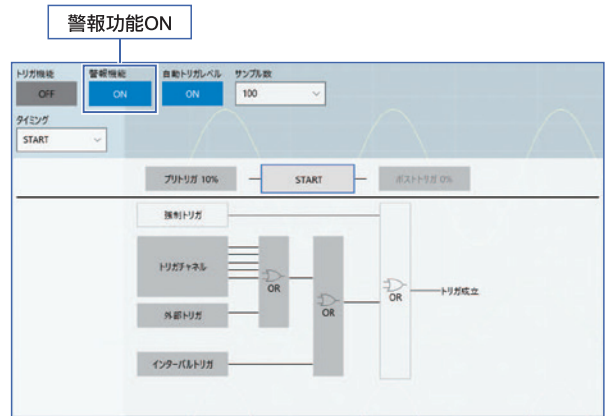 警報功能ON
トリガ機能 警報機能 自動トリガレベル サンプル数
OFF ON ON 100
タイミング
START
プリトリガ 10% START ポストトリガ 0%
強制トリガ
トリガチャネル
OR
外部トリガ
OR
OR
トリガ成立
インターバルトリガ